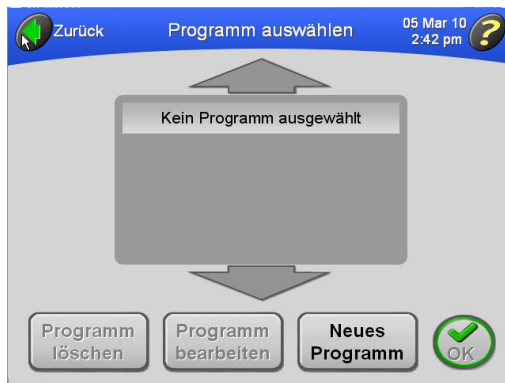 Zurück
Programm auswählen
05 Mar 10
2:42 pm
?
Kein Programm ausgewählt
Programm
löschen
Programm
bearbeiten
Neues
Programm
OK